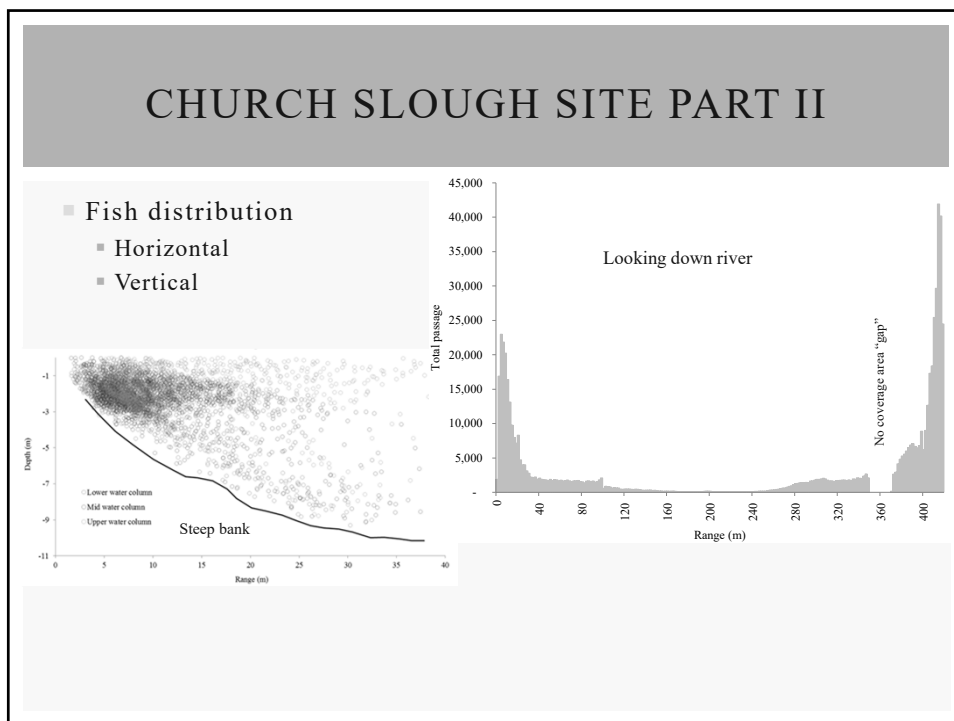 CHURCH SLOUGH SITE PART II
Fish distribution
Horizontal
Vertical
-1
-3
-5
-7
-9
-11
Depth (m)
Lower water column
Mid water column
Upper water column
Steep bank
0 5 10 15 20 25 30 35 40
Range (m)
45,000
40,000
35,000
30,000
25,000
20,000
15,000
10,000
5,000
-
Total passage
Looking down river
No coverage area “gap”
0 40 80 120 160 200 240 280 320 360 400
Range (m)